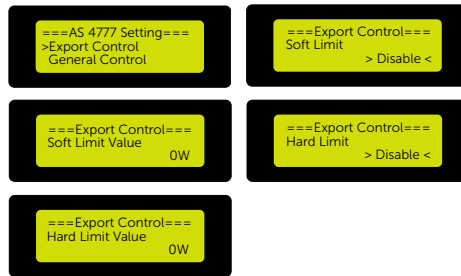 ===AS 4777 Setting===
>Export Control
General Control
===Export Control===
Soft Limit
> Disable <
===Export Control===
Soft Limit Value
0W
===Export Control===
Hard Limit
> Disable <
===Export Control===
Hard Limit Value
0W